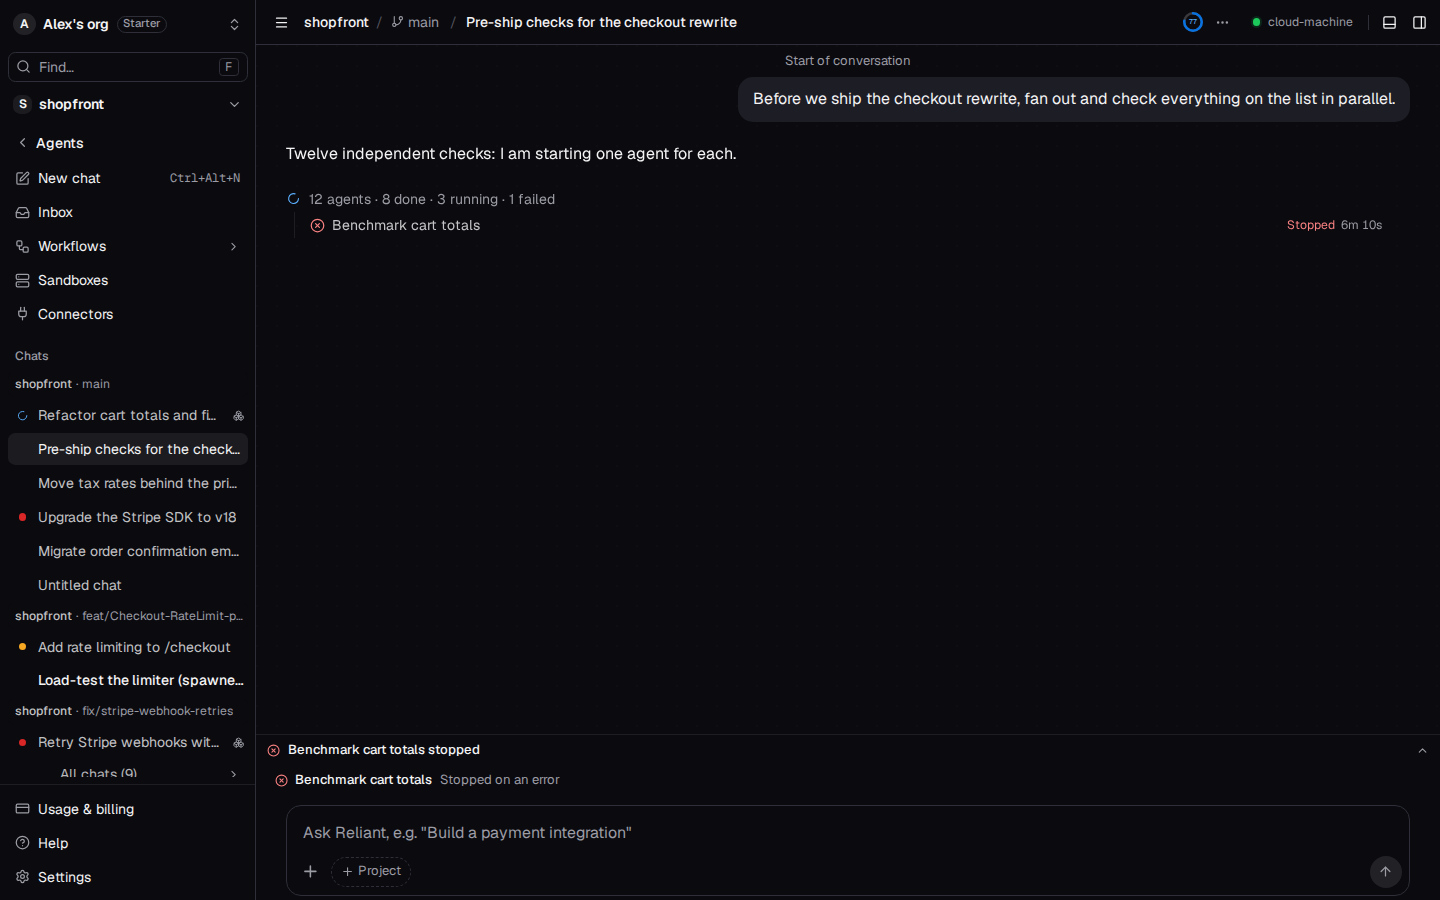 A Alex's org Starter
Find... F
S shopfront
Agents
New chat Ctrl+Alt+N
Inbox
Workflows
Sandboxes
Connectors
Chats
shopfront · main
Refactor cart totals and fi...
Pre-ship checks for the check...
Move tax rates behind the pri...
Upgrade the Stripe SDK to v18
Migrate order confirmation em...
Untitled chat
shopfront · feat/Checkout-RateLimit-p...
Add rate limiting to /checkout
Load-test the limiter (spawne...
shopfront · fix/stripe-webhook-retries
Retry Stripe webhooks wit...
All chats (9)
Usage & billing
Help
Settings
shopfront / main / Pre-ship checks for the checkout rewrite
77 cloud-machine
Start of conversation
Before we ship the checkout rewrite, fan out and check everything on the list in parallel.
Twelve independent checks: I am starting one agent for each.
12 agents · 8 done · 3 running · 1 failed
Benchmark cart totals Stopped 6m 10s
Benchmark cart totals stopped
Benchmark cart totals Stopped on an error
Ask Reliant, e.g. "Build a payment integration"
Project